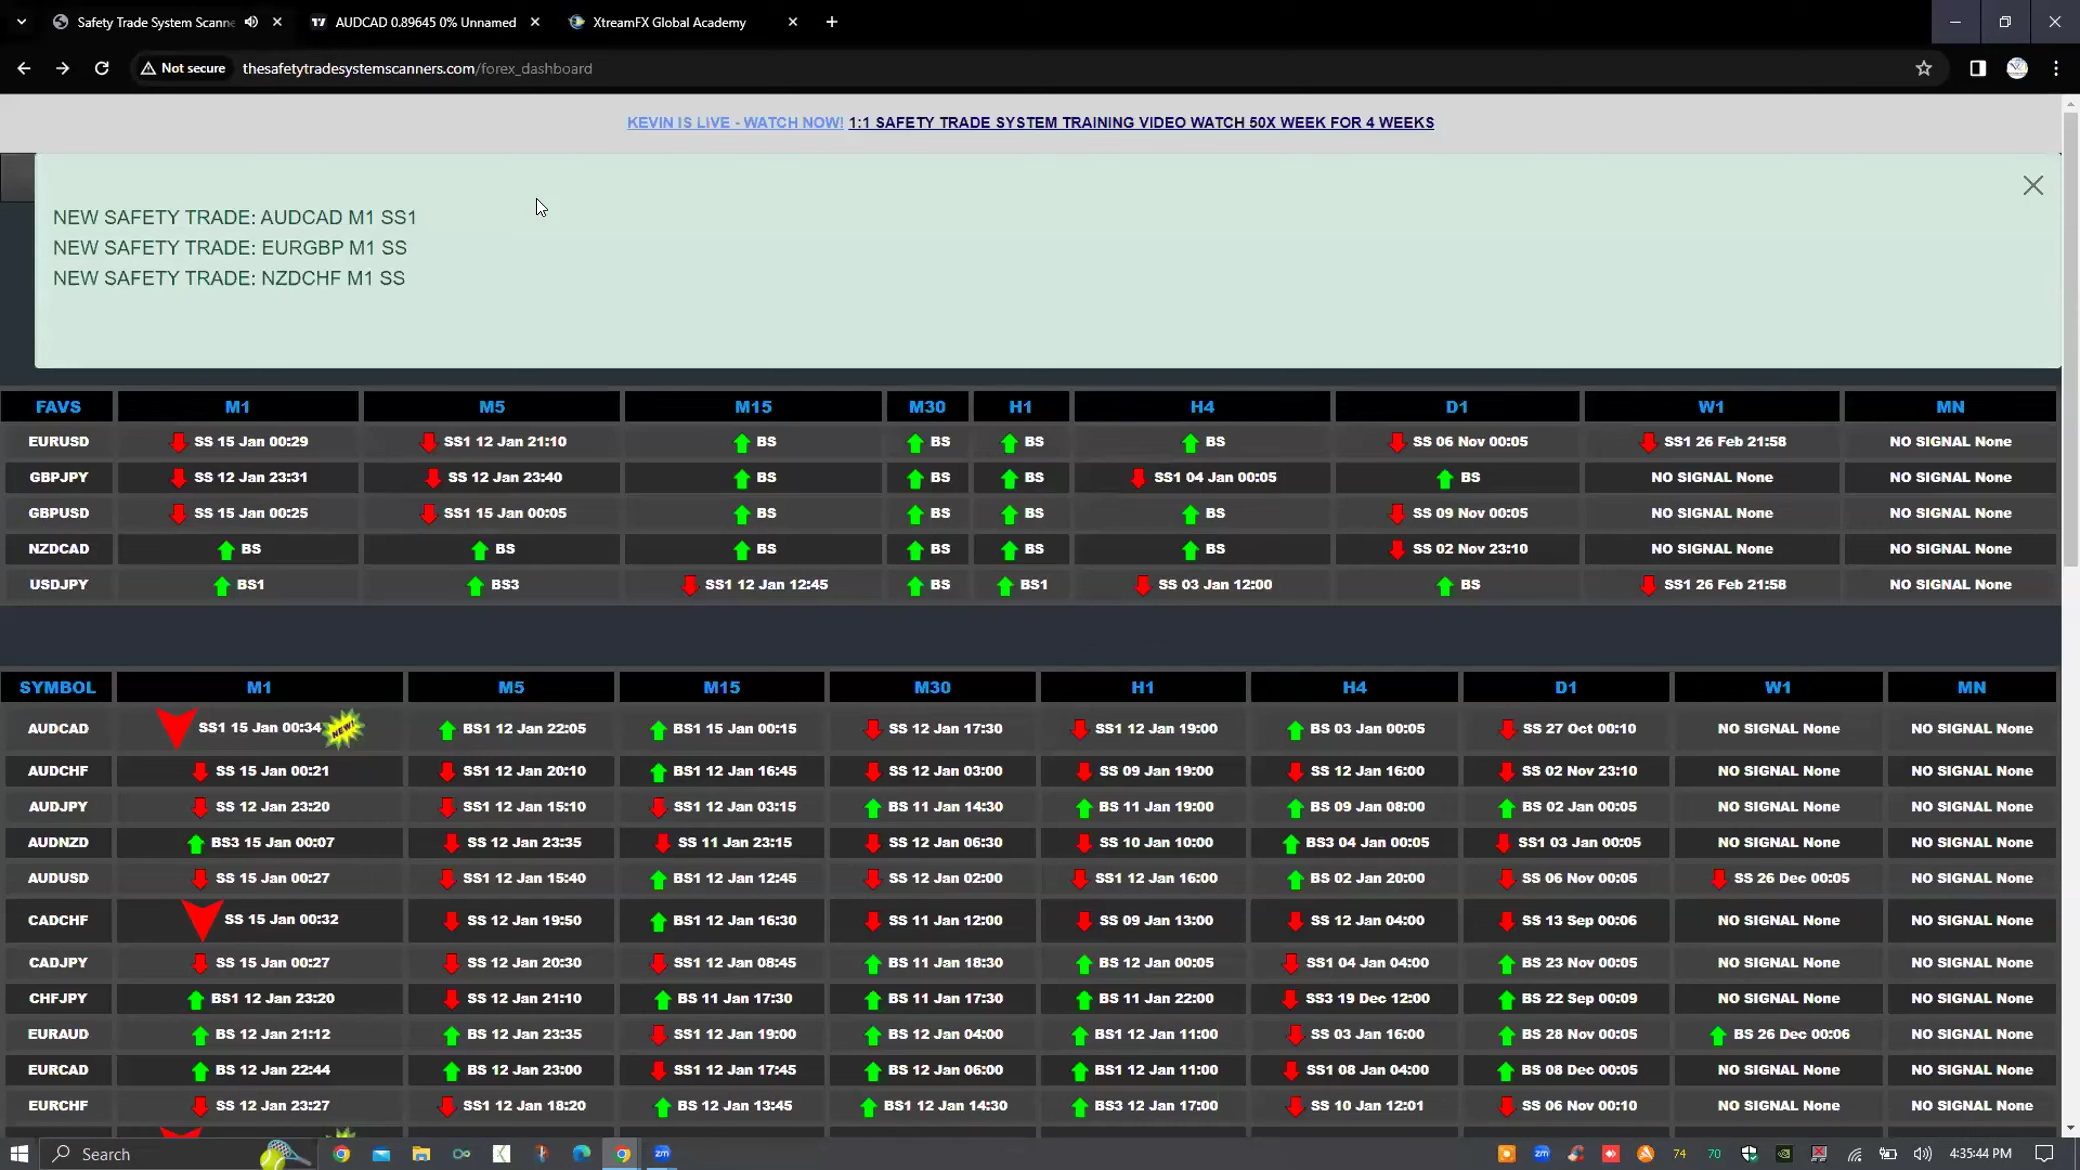 Safety Trade System Scanne
AUDCAD 0.89645 0% Unnamed
XtreamFX Global Academy
Not secure thesafetytradesystemscanners.com/forex_dashboard
KEVIN IS LIVE - WATCH NOW! 1:1 SAFETY TRADE SYSTEM TRAINING VIDEO WATCH 50X WEEK FOR 4 WEEKS
NEW SAFETY TRADE: AUDCAD M1 SS1
NEW SAFETY TRADE: EURGBP M1 SS
NEW SAFETY TRADE: NZDCHF M1 SS
FAVS M1 M5 M15 M30 H1 H4 D1 W1 MN
EURUSD SS 15 Jan 00:29 SS1 12 Jan 21:10 BS BS BS BS SS 06 Nov 00:05 SS1 26 Feb 21:58 NO SIGNAL None
GBPJPY SS 12 Jan 23:31 SS 12 Jan 23:40 BS BS BS SS1 04 Jan 00:05 BS NO SIGNAL None NO SIGNAL None
GBPUSD SS 15 Jan 00:25 SS1 15 Jan 00:05 BS BS BS BS SS 09 Nov 00:05 NO SIGNAL None NO SIGNAL None
NZDCAD BS BS BS BS BS BS SS 02 Nov 23:10 NO SIGNAL None NO SIGNAL None
USDJPY BS1 BS3 SS1 12 Jan 12:45 BS BS1 SS 03 Jan 12:00 BS SS1 26 Feb 21:58 NO SIGNAL None
SYMBOL M1 M5 M15 M30 H1 H4 D1 W1 MN
AUDCAD SS1 15 Jan 00:34 NEW! BS1 12 Jan 22:05 BS1 15 Jan 00:15 SS 12 Jan 17:30 SS1 12 Jan 19:00 BS 03 Jan 00:05 SS 27 Oct 00:10 NO SIGNAL None NO SIGNAL None
AUDCHF SS 15 Jan 00:21 SS1 12 Jan 20:10 BS1 12 Jan 16:45 SS 12 Jan 03:00 SS 09 Jan 19:00 SS 12 Jan 16:00 SS 02 Nov 23:10 NO SIGNAL None NO SIGNAL None
AUDJPY SS 12 Jan 23:20 SS1 12 Jan 15:10 SS1 12 Jan 03:15 BS 11 Jan 14:30 BS 11 Jan 19:00 BS 09 Jan 08:00 BS 02 Jan 00:05 NO SIGNAL None NO SIGNAL None
AUDNZD BS3 15 Jan 00:07 SS 12 Jan 23:35 SS 11 Jan 23:15 SS 12 Jan 06:30 SS 10 Jan 10:00 BS3 04 Jan 00:05 SS1 03 Jan 00:05 NO SIGNAL None NO SIGNAL None
AUDUSD SS 15 Jan 00:27 SS1 12 Jan 15:40 BS1 12 Jan 12:45 SS 12 Jan 02:00 SS1 12 Jan 16:00 BS 02 Jan 20:00 SS 06 Nov 00:05 SS 26 Dec 00:05 NO SIGNAL None
CADCHF SS 15 Jan 00:32 SS 12 Jan 19:50 BS1 12 Jan 16:30 SS 11 Jan 12:00 SS 09 Jan 13:00 SS 12 Jan 04:00 SS 13 Sep 00:06 NO SIGNAL None NO SIGNAL None
CADJPY SS 15 Jan 00:27 SS 12 Jan 20:30 SS1 12 Jan 08:45 BS 11 Jan 18:30 BS 12 Jan 00:05 SS1 04 Jan 04:00 BS 23 Nov 00:05 NO SIGNAL None NO SIGNAL None
CHFJPY BS1 12 Jan 23:20 SS 12 Jan 21:10 BS 11 Jan 17:30 BS 11 Jan 17:30 BS 11 Jan 22:00 SS3 19 Dec 12:00 BS 22 Sep 00:09 NO SIGNAL None NO SIGNAL None
EURAUD BS 12 Jan 21:12 BS 12 Jan 23:35 SS1 12 Jan 19:00 BS 12 Jan 04:00 BS1 12 Jan 11:00 SS 03 Jan 16:00 BS 28 Nov 00:05 BS 26 Dec 00:06 NO SIGNAL None
EURCAD BS 12 Jan 22:44 BS 12 Jan 23:00 SS1 12 Jan 17:45 BS 12 Jan 06:00 BS1 12 Jan 11:00 SS1 08 Jan 04:00 BS 08 Dec 00:05 NO SIGNAL None NO SIGNAL None
EURCHF SS 12 Jan 23:27 SS1 12 Jan 18:20 BS 12 Jan 13:45 BS1 12 Jan 14:30 BS3 12 Jan 17:00 SS 10 Jan 12:01 SS 06 Nov 00:10 NO SIGNAL None NO SIGNAL None
Search zm zm 74 70 4:35:44 PM